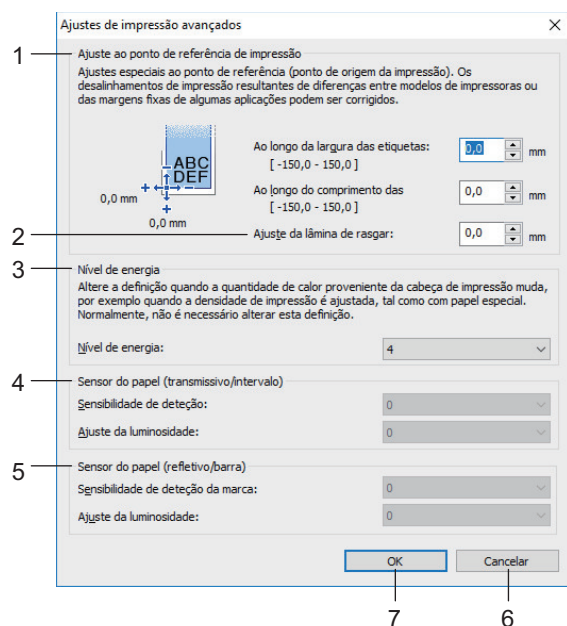 Ajustes de impressão avançados
1
Ajuste ao ponto de referência de impressão
Ajustes especiais ao ponto de referência (ponto de origem da impressão). Os
desalinhamentos de impressão resultantes de diferenças entre modelos de impressoras ou
das margens fixas de algumas aplicações podem ser corrigidos.
ABC
DEF
0,0 mm
0,0 mm
Ao longo da largura das etiquetas:
0,0 mm
[ -150,0 - 150,0 ]
Ao longo do comprimento das
0,0 mm
[ -150,0 - 150,0 ]
2
Ajuste da lâmina de rasgar:
0,0 mm
3
Nível de energia
Altere a definição quando a quantidade de calor proveniente da cabeça de impressão muda,
por exemplo quando a densidade de impressão é ajustada, tal como com papel especial.
Normalmente, não é necessário alterar esta definição.
Nível de energia:
4
4
Sensor do papel (transmissivo/intervalo)
Sensibilidade de deteção:
0
Ajuste da luminosidade:
0
5
Sensor do papel (refletivo/barra)
Sensibilidade de deteção da marca:
0
Ajuste da luminosidade:
0
OK
Cancelar
7
6